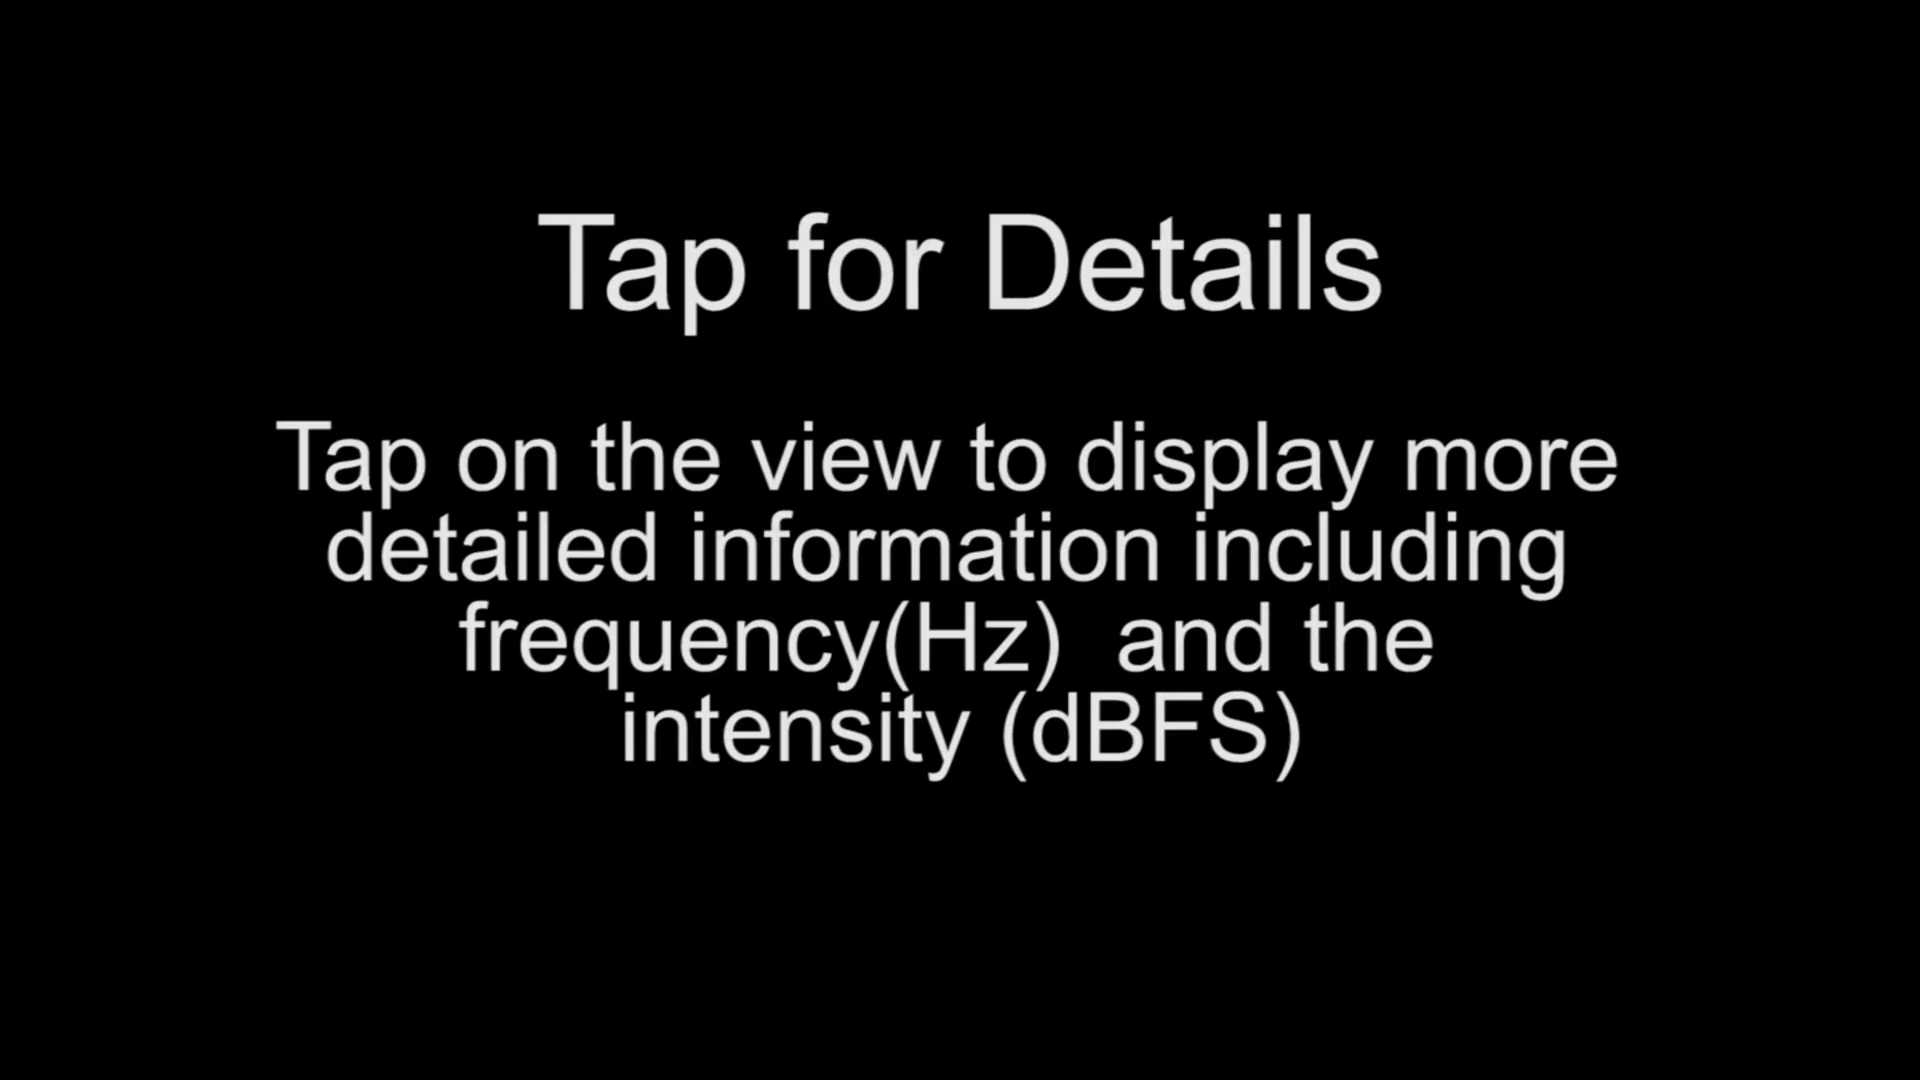 Tap for Details
Tap on the view to display more
detailed information including
frequency(Hz)  and the
intensity (dBFS)